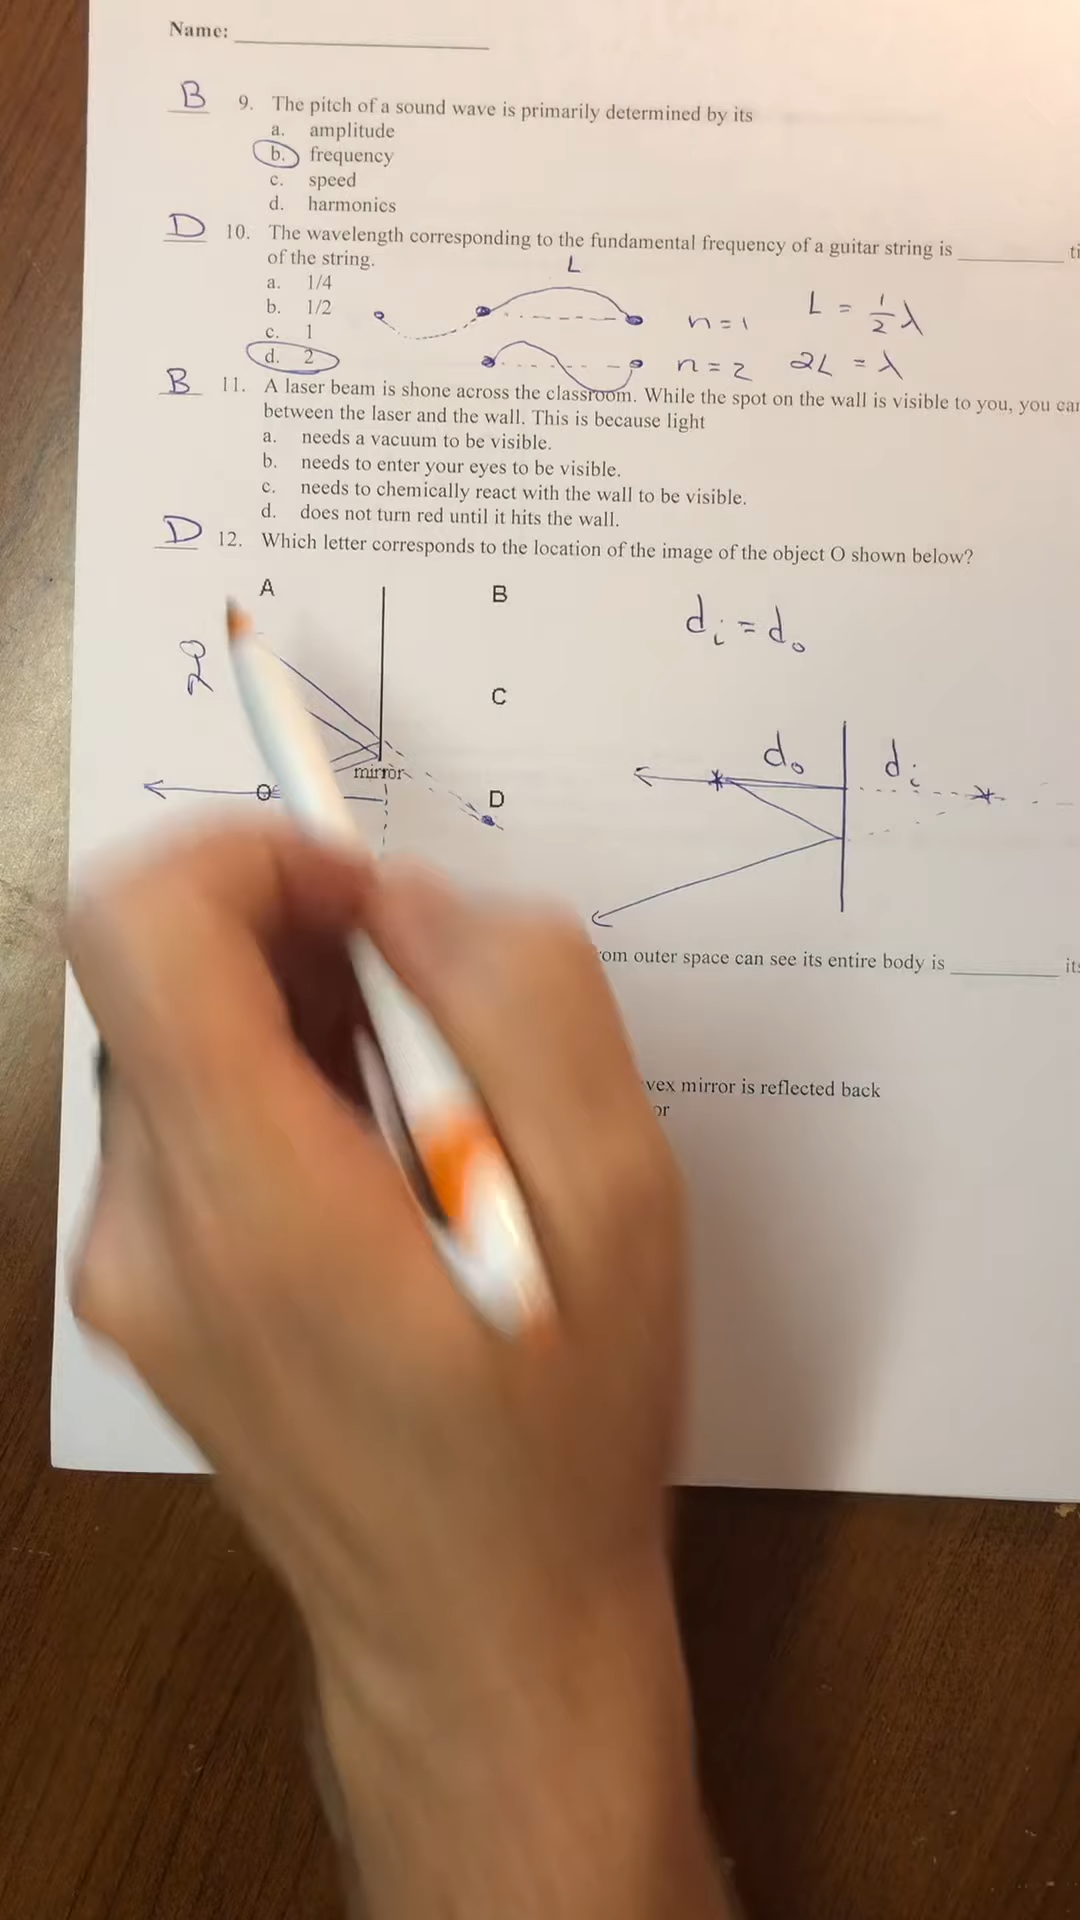 Name:
B 9. The pitch of a sound wave is primarily determined by its
a. amplitude
b. frequency
c. speed
d. harmonics
D 10. The wavelength corresponding to the fundamental frequency of a guitar string is ________ ti
of the string.
L
a. 1/4
b. 1/2
c. 1
d. 2
n=1 L = 1/2 λ
n=2 2L = λ
B 11. A laser beam is shone across the classroom. While the spot on the wall is visible to you, you can
between the laser and the wall. This is because light
a. needs a vacuum to be visible.
b. needs to enter your eyes to be visible.
c. needs to chemically react with the wall to be visible.
d. does not turn red until it hits the wall.
D 12. Which letter corresponds to the location of the image of the object O shown below?
A B
di = do
C
mirror
O D
do di
om outer space can see its entire body is ________ its
vex mirror is reflected back
or